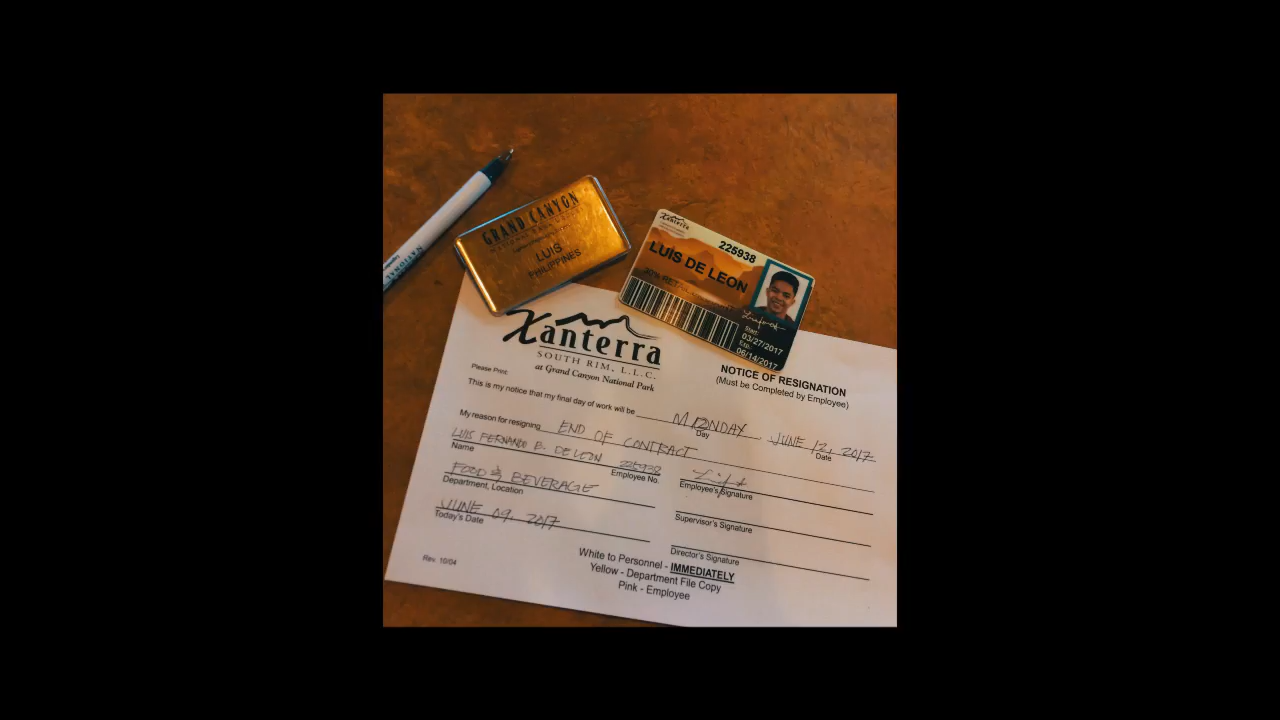 GRAND CANYON
LUIS
PHILIPPINES
Xanterra
225938
LUIS DE LEON
Start:
03/27/2017
Exp:
06/14/2017
Xanterra
SOUTH RIM, L.L.C.
at Grand Canyon National Park
Please Print:
NOTICE OF RESIGNATION
(Must be Completed by Employee)
This is my notice that my final day of work will be MONDAY, JUNE 12, 2017
Day Date
My reason for resigning END OF CONTRACT
LUIS FERNANDO B. DE LEON 225938
Name Employee No.
Employee's Signature
FOOD & BEVERAGE
Department, Location
Supervisor's Signature
JUNE 09, 2017
Today's Date
Director's Signature
Rev. 10/04
White to Personnel - IMMEDIATELY
Yellow - Department File Copy
Pink - Employee